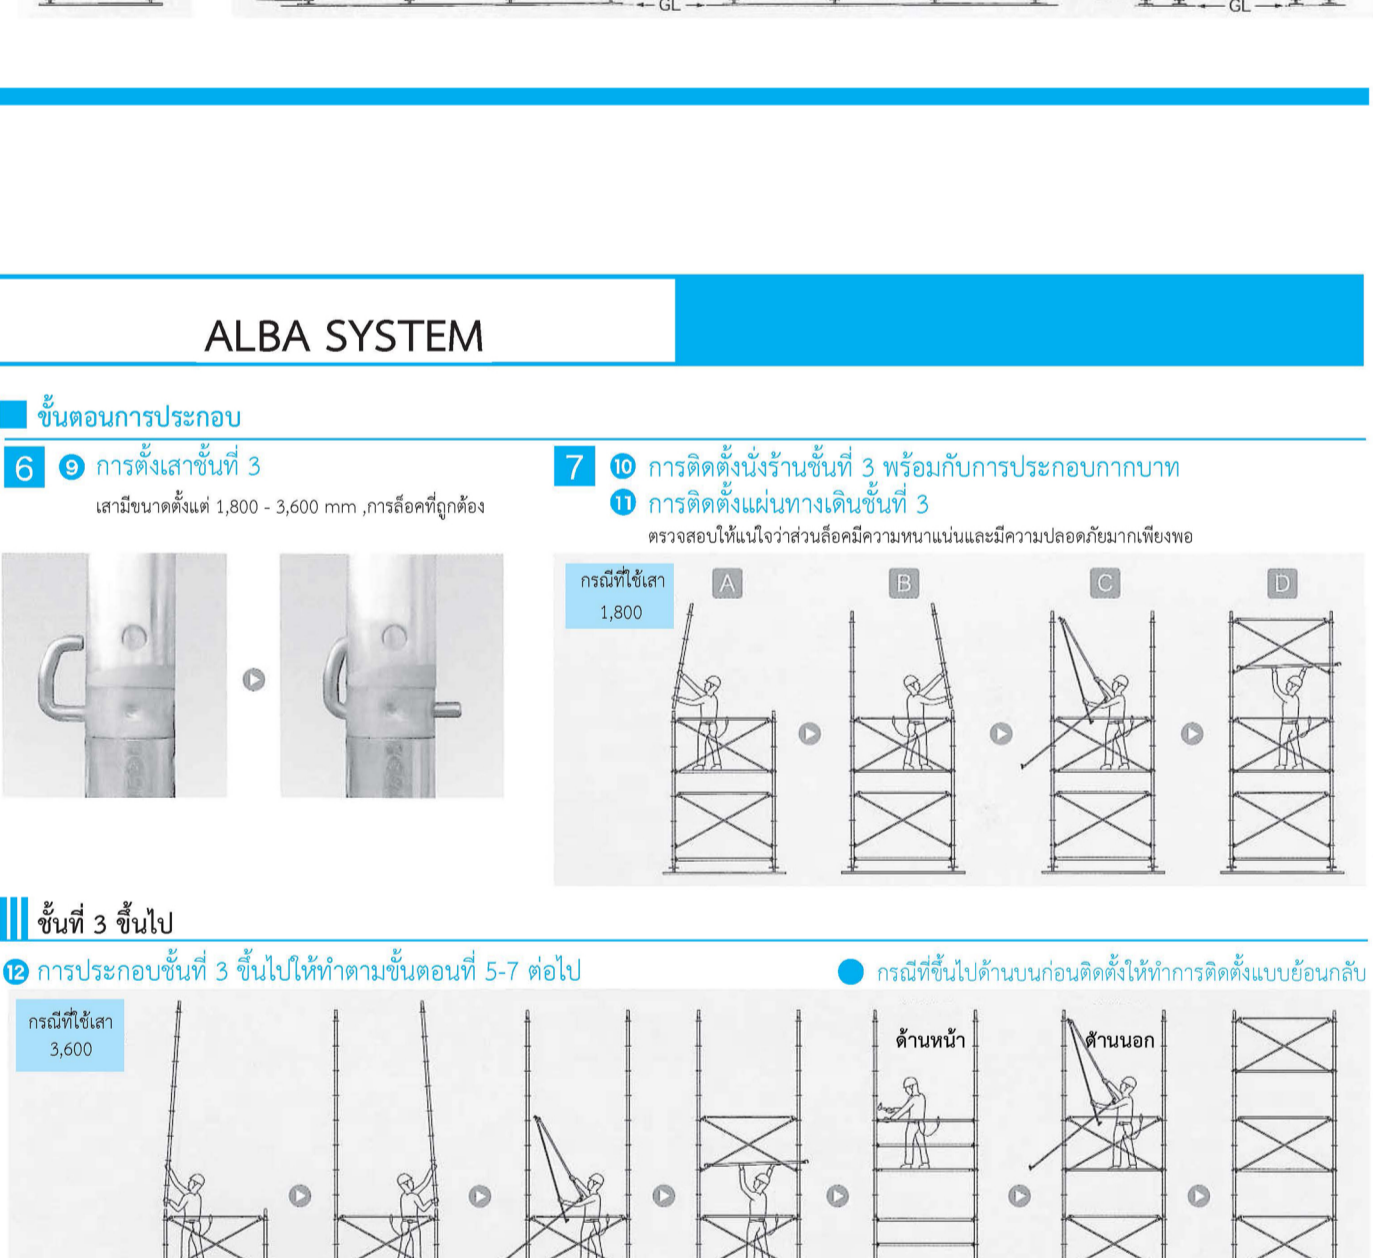 GL
GL
ALBA SYSTEM
ขั้นตอนการประกอบ
6 9 การตั้งเสาชั้นที่ 3
เสามีขนาดตั้งแต่ 1,800 - 3,600 mm ,การล็อคที่ถูกต้อง
7 10 การติดตั้งนั่งร้านชั้นที่ 3 พร้อมกับการประกอบกากบาท
11 การติดตั้งแผ่นทางเดินชั้นที่ 3
ตรวจสอบให้แน่ใจว่าส่วนล็อคมีความหนาแน่นและมีความปลอดภัยมากเพียงพอ
กรณีที่ใช้เสา
1,800
A B C D
ชั้นที่ 3 ขึ้นไป
12 การประกอบชั้นที่ 3 ขึ้นไปให้ทำตามขั้นตอนที่ 5-7 ต่อไป
กรณีที่ขึ้นไปด้านบนก่อนติดตั้งให้ทำการติดตั้งแบบย้อนกลับ
กรณีที่ใช้เสา
3,600
ด้านหน้า
ด้านนอก